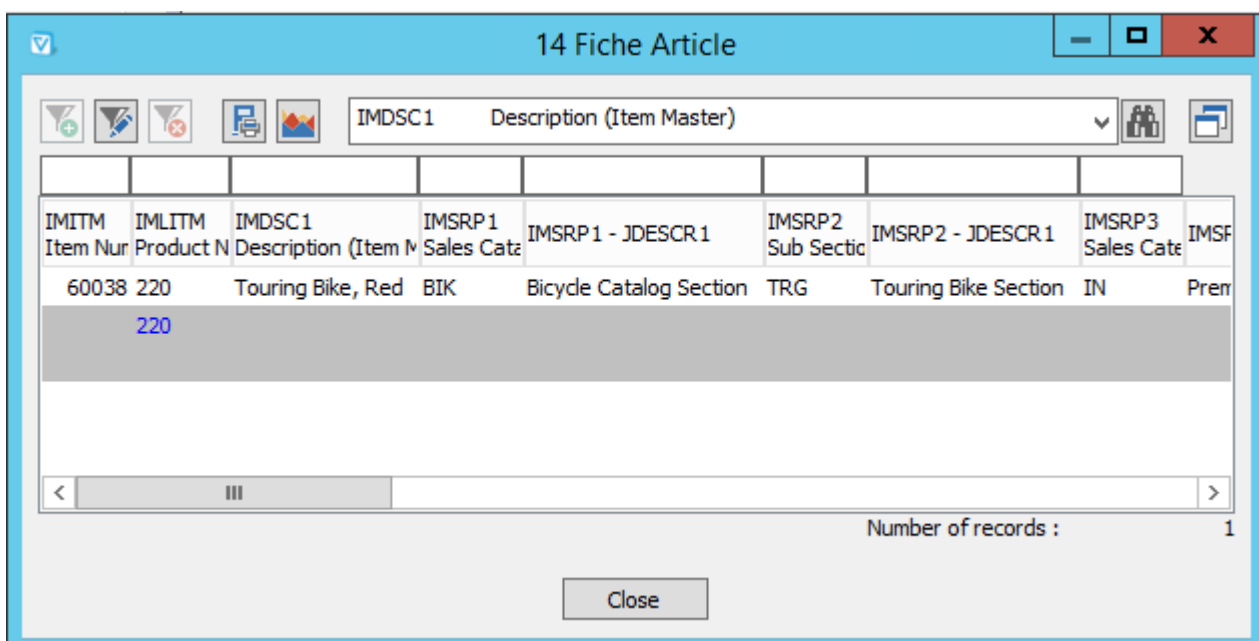 14 Fiche Article
IMDSC1 Description (Item Master)
IMITM IMLITM IMDSC1 IMSRP1 IMSRP1 - JDESCR1 IMSRP2 IMSRP2 - JDESCR1 IMSRP3 IMSR
Item Nur Product N Description (Item M Sales Cata Sub Sectio Sales Cate
60038 220 Touring Bike, Red BIK Bicycle Catalog Section TRG Touring Bike Section IN Prem
220
Number of records : 1
Close